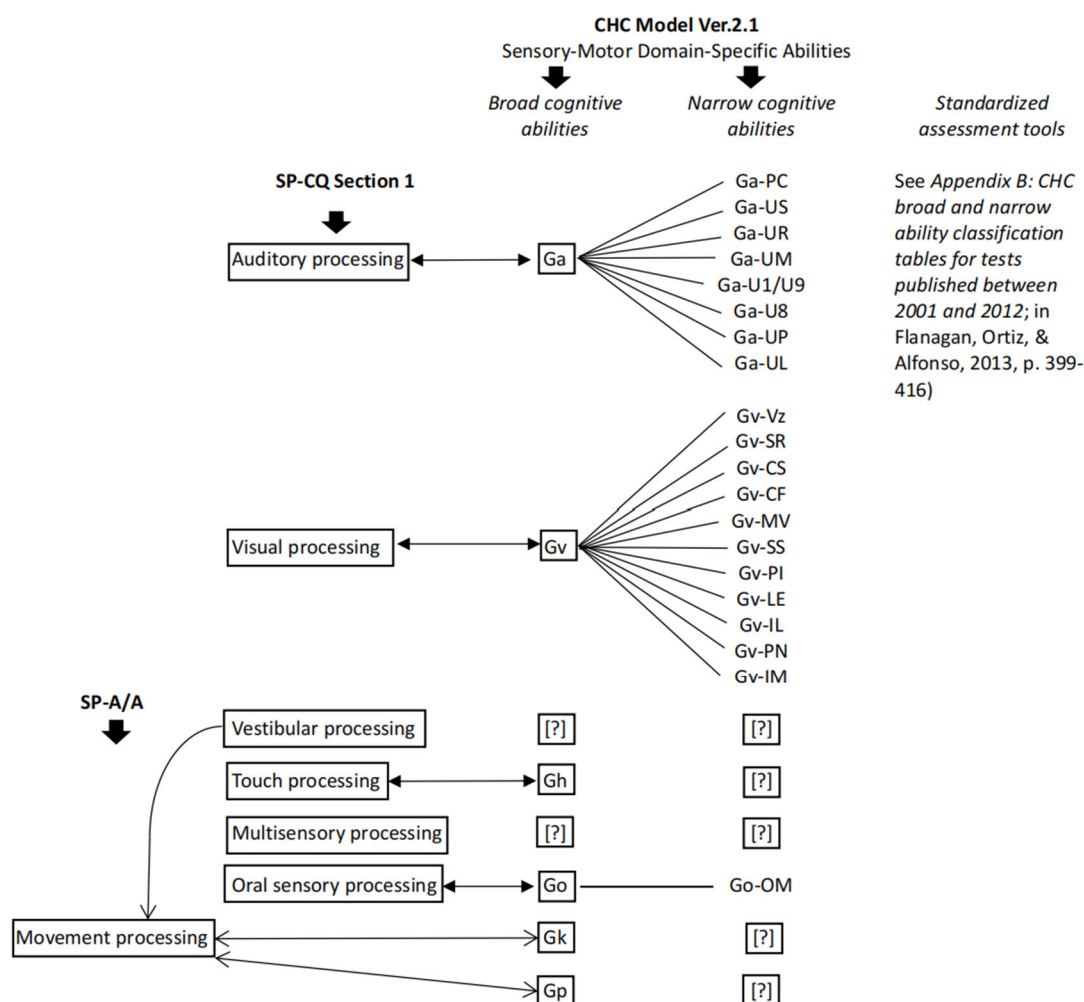 CHC Model Ver.2.1
Sensory-Motor Domain-Specific Abilities
Broad cognitive
abilities
Narrow cognitive
abilities
Standardized
assessment tools
SP-CQ Section 1
Auditory processing
Ga
Ga-PC
Ga-US
Ga-UR
Ga-UM
Ga-U1/U9
Ga-U8
Ga-UP
Ga-UL
See Appendix B: CHC
broad and narrow
ability classification
tables for tests
published between
2001 and 2012; in
Flanagan, Ortiz, &
Alfonso, 2013, p. 399-
416)
Visual processing
Gv
Gv-Vz
Gv-SR
Gv-CS
Gv-CF
Gv-MV
Gv-SS
Gv-PI
Gv-LE
Gv-IL
Gv-PN
Gv-IM
SP-A/A
Vestibular processing
[?]
[?]
Touch processing
Gh
[?]
Multisensory processing
[?]
[?]
Oral sensory processing
Go
Go-OM
Movement processing
Gk
[?]
Gp
[?]